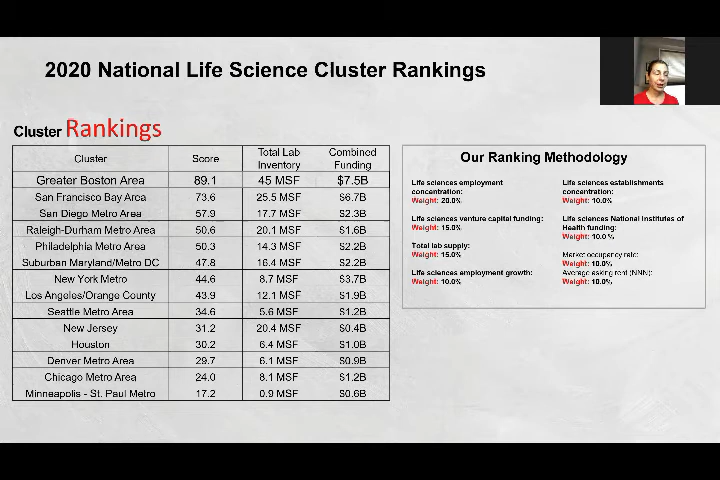 2020 National Life Science Cluster Rankings
Cluster Rankings
Cluster Score Total Lab Inventory Combined Funding
Greater Boston Area 89.1 45 MSF $7.5B
San Francisco Bay Area 73.6 25.5 MSF $6.7B
San Diego Metro Area 57.9 17.7 MSF $2.3B
Raleigh-Durham Metro Area 50.6 20.1 MSF $1.6B
Philadelphia Metro Area 50.3 14.3 MSF $2.2B
Suburban Maryland/Metro DC 47.8 16.4 MSF $2.2B
New York Metro 44.6 8.7 MSF $3.7B
Los Angeles/Orange County 43.9 12.1 MSF $1.9B
Seattle Metro Area 34.6 5.6 MSF $1.2B
New Jersey 31.2 20.4 MSF $0.4B
Houston 30.2 6.4 MSF $1.0B
Denver Metro Area 29.7 6.1 MSF $0.9B
Chicago Metro Area 24.0 8.1 MSF $1.2B
Minneapolis - St. Paul Metro 17.2 0.9 MSF $0.6B
Our Ranking Methodology
Life sciences employment
concentration:
Weight: 20.0%
Life sciences venture capital funding:
Weight: 15.0%
Total lab supply:
Weight: 15.0%
Life sciences employment growth:
Weight: 10.0%
Life sciences establishments
concentration:
Weight: 10.0%
Life sciences National Institutes of
Health funding:
Weight: 10.0 %
Market occupancy rate:
Weight: 10.0%
Average asking rent (NNN):
Weight: 10.0%